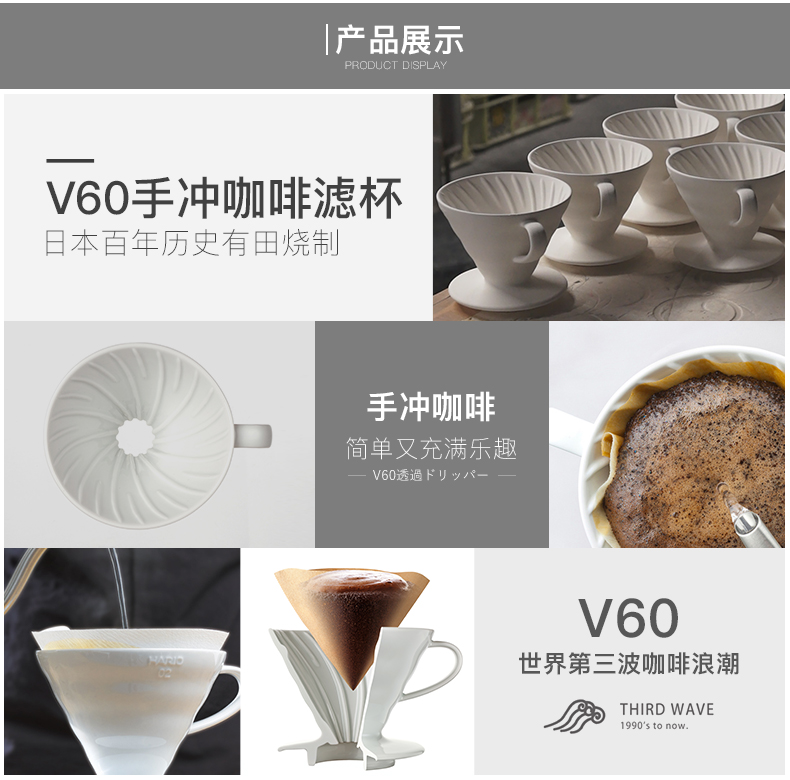 产品展示
PRODUCT DISPLAY
V60手冲咖啡滤杯
日本百年历史有田烧制
手冲咖啡
简单又充满乐趣
V60透過ドリッパー
HARIO
V60
世界第三波咖啡浪潮
THIRD WAVE
1990's to now.